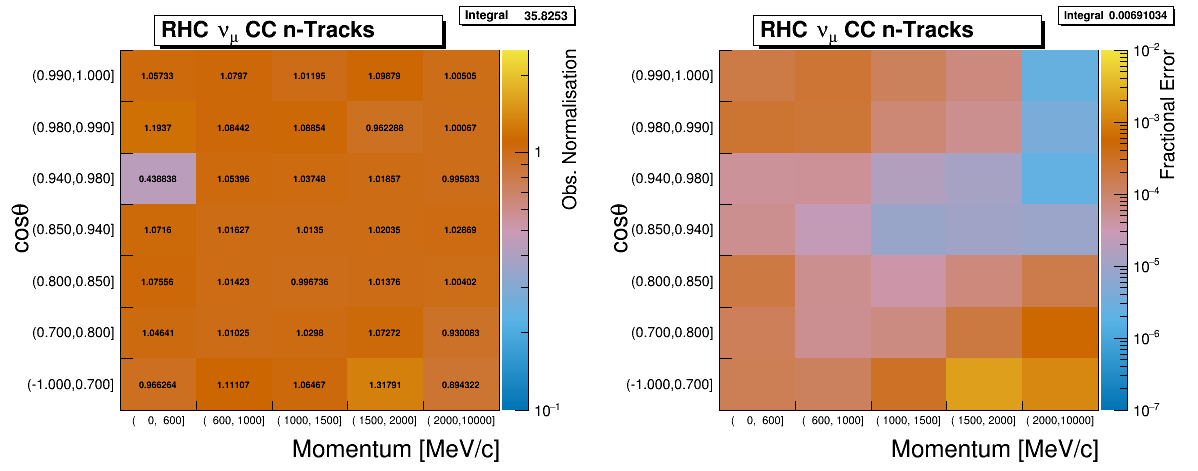 RHC νμ CC n-Tracks
Integral 35.8253
(0.990,1.000] 1.05733 1.0797 1.01195 1.09879 1.00505
(0.980,0.990] 1.1937 1.08442 1.08854 0.962288 1.00067
(0.940,0.980] 0.438838 1.05396 1.03748 1.01857 0.995833
(0.850,0.940] 1.0716 1.01627 1.0135 1.02035 1.02869
(0.800,0.850] 1.07556 1.01423 0.996736 1.01376 1.00402
(0.700,0.800] 1.04641 1.01025 1.0298 1.07272 0.930083
(-1.000,0.700] 0.966264 1.11107 1.06467 1.31791 0.894322
( 0, 600] ( 600, 1000] ( 1000, 1500] ( 1500, 2000] ( 2000,10000]
Momentum [MeV/c]
cosθ
1
10⁻¹
Obs. Normalisation
RHC νμ CC n-Tracks
Integral 0.00691034
(0.990,1.000]
(0.980,0.990]
(0.940,0.980]
(0.850,0.940]
(0.800,0.850]
(0.700,0.800]
(-1.000,0.700]
( 0, 600] ( 600, 1000] ( 1000, 1500] ( 1500, 2000] ( 2000,10000]
Momentum [MeV/c]
cosθ
10⁻²
10⁻³
10⁻⁴
10⁻⁵
10⁻⁶
10⁻⁷
Fractional Error